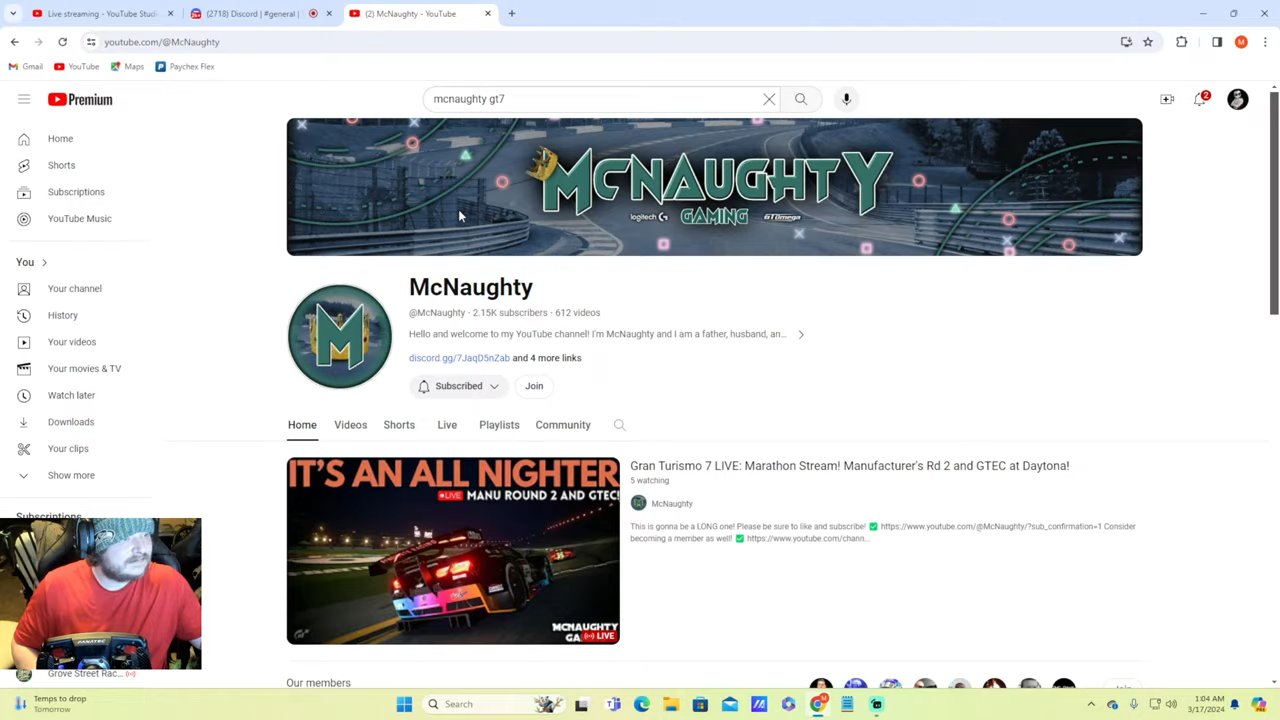 Live streaming - YouTube Studi
(2718) Discord | #general |
(2) McNaughty - YouTube
youtube.com/@McNaughty
Gmail
YouTube
Maps
Paychex Flex
Premium
mcnaughty gt7
2
Home
Shorts
Subscriptions
YouTube Music
You
Your channel
History
Your videos
Your movies & TV
Watch later
Downloads
Your clips
Show more
Subscriptions
Grove Street Rac...
MCNAUGHTY
logitech G GAMING GTOmega
M
McNaughty
@McNaughty · 2.15K subscribers · 612 videos
Hello and welcome to my YouTube channel! I'm McNaughty and I am a father, husband, an...
discord.gg/7JaqD5nZab and 4 more links
Subscribed
Join
Home
Videos
Shorts
Live
Playlists
Community
IT'S AN ALL NIGHTER
LIVE MANU ROUND 2 AND GTEC!
MCNAUGHTY
GA
LIVE
Gran Turismo 7 LIVE: Marathon Stream! Manufacturer's Rd 2 and GTEC at Daytona!
5 watching
McNaughty
This is gonna be a LONG one! Please be sure to like and subscribe! ✅ https://www.youtube.com/@McNaughty/?sub_confirmation=1 Consider
becoming a member as well! ✅ https://www.youtube.com/chann...
Our members
Join
FANATEC
Temps to drop
Tomorrow
Search
1:04 AM
3/17/2024